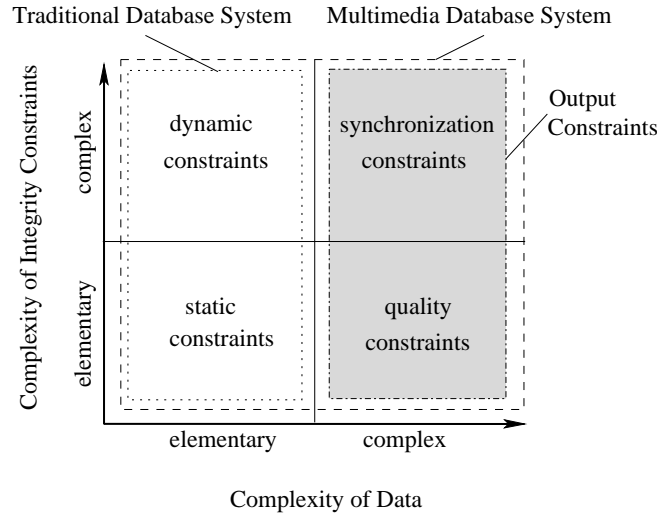 Traditional Database System
Multimedia Database System
Output
Constraints
dynamic
constraints
synchronization
constraints
static
constraints
quality
constraints
Complexity of Integrity Constraints
complex
elementary
elementary
complex
Complexity of Data